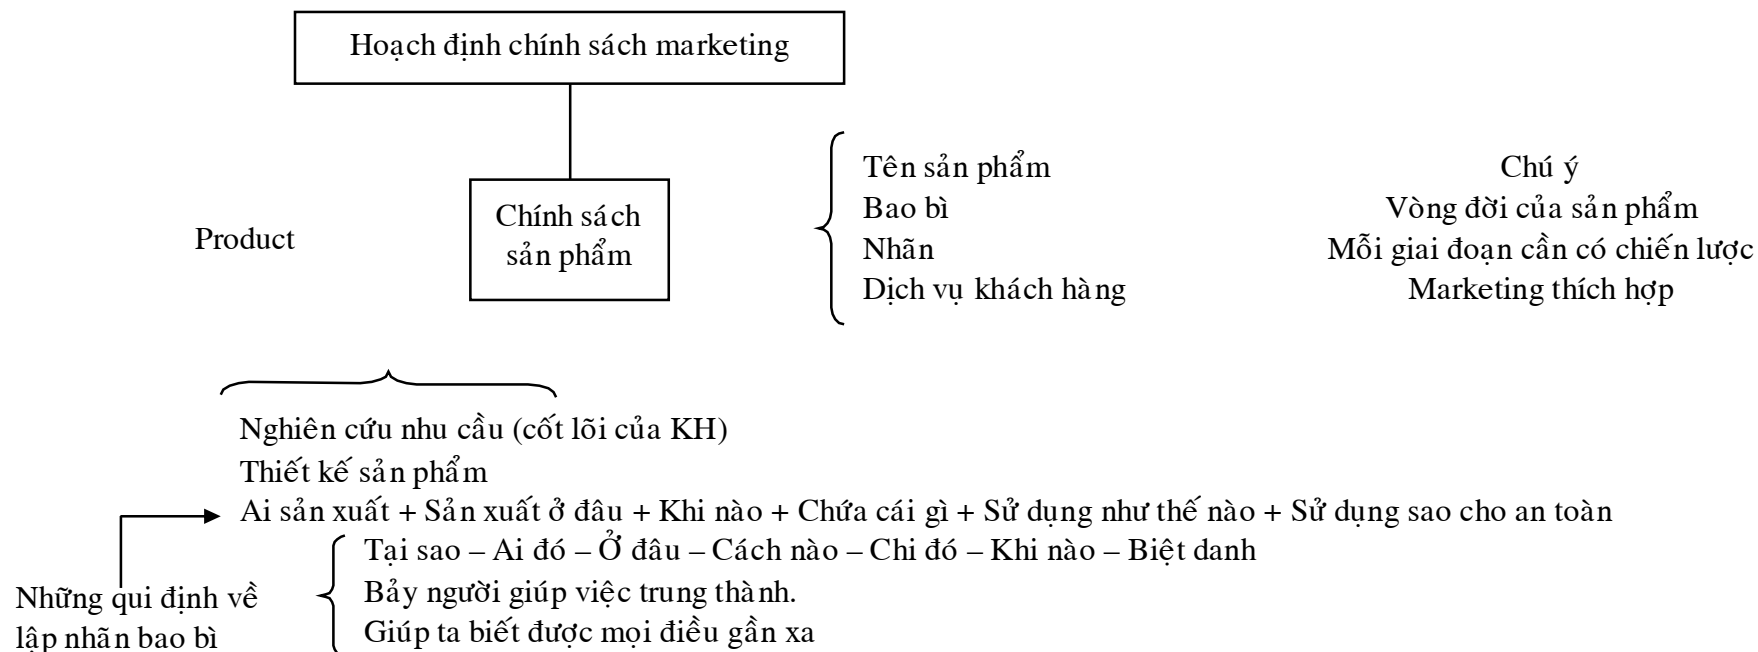 Hoạch định chính sách marketing
Product
Chính sách
sản phẩm
Tên sản phẩm
Bao bì
Nhãn
Dịch vụ khách hàng
Chú ý
Vòng đời của sản phẩm
Mỗi giai đoạn cần có chiến lược
Marketing thích hợp
Nghiên cứu nhu cầu (cốt lõi của KH)
Thiết kế sản phẩm
Ai sản xuất + Sản xuất ở đâu + Khi nào + Chứa cái gì + Sử dụng như thế nào + Sử dụng sao cho an toàn
Những qui định về
lập nhãn bao bì
Tại sao – Ai đó – Ở đâu – Cách nào – Chi đó – Khi nào – Biệt danh
Bảy người giúp việc trung thành.
Giúp ta biết được mọi điều gần xa